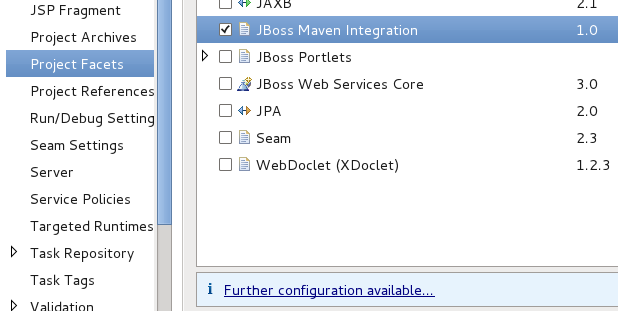 JSP Fragment
Project Archives
Project Facets
Project References
Run/Debug Setting
Seam Settings
Server
Service Policies
Targeted Runtimes
Task Repository
Task Tags
Validation
JAXB 2.1
JBoss Maven Integration 1.0
JBoss Portlets
JBoss Web Services Core 3.0
JPA 2.0
Seam 2.3
WebDoclet (XDoclet) 1.2.3
i Further configuration available...